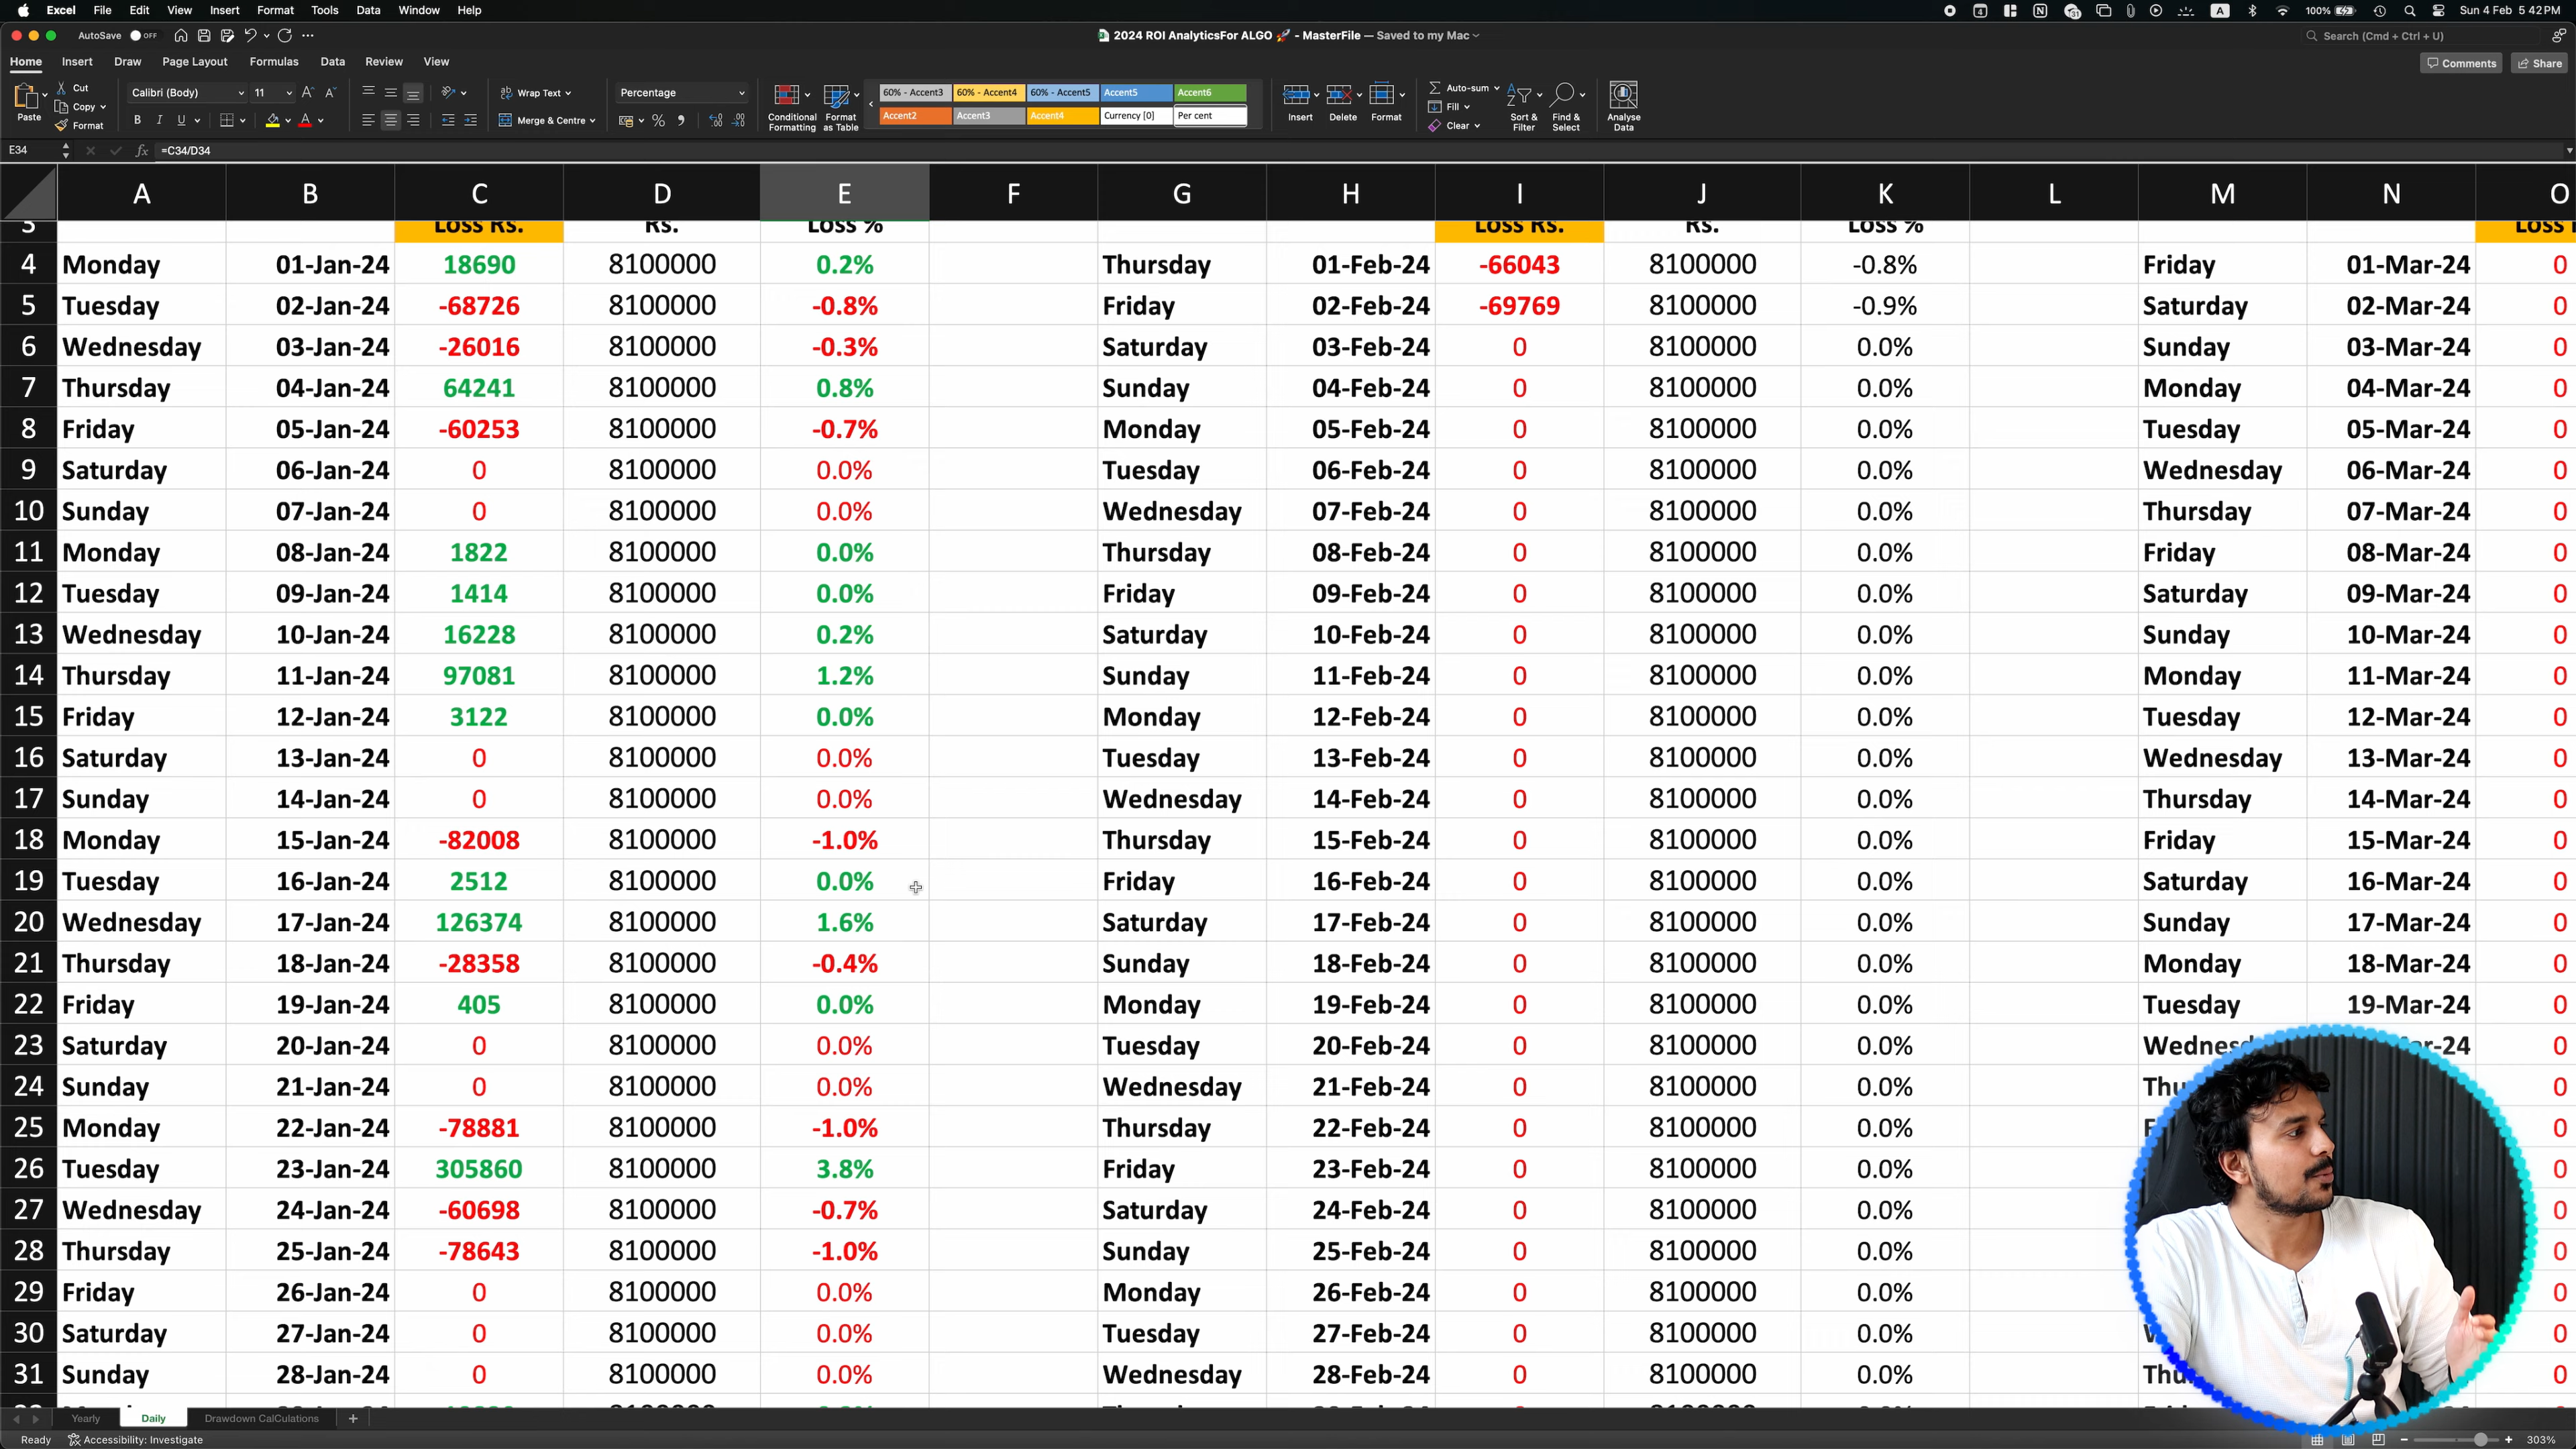 Excel File Edit View Insert Format Tools Data Window Help 100% Sun 4 Feb 5:42PM
AutoSave OFF 2024 ROI AnalyticsFor ALGO 🚀 - MasterFile — Saved to my Mac Search (Cmd + Ctrl + U)
Home Insert Draw Page Layout Formulas Data Review View Comments Share
Paste Cut Copy Format Calibri (Body) 11 Wrap Text Merge & Centre Percentage
Conditional Formatting Format as Table
60% - Accent3 60% - Accent4 60% - Accent5 Accent5 Accent6
Accent2 Accent3 Accent4 Currency [0] Per cent
Insert Delete Format Auto-sum Fill Clear Sort & Filter Find & Select Analyse Data
E34 fx =C34/D34
A B C D E F G H I J K L M N O
3 Loss Rs. Rs. Loss % Loss Rs. Rs. Loss %
4 Monday 01-Jan-24 18690 8100000 0.2% Thursday 01-Feb-24 -66043 8100000 -0.8% Friday 01-Mar-24 0
5 Tuesday 02-Jan-24 -68726 8100000 -0.8% Friday 02-Feb-24 -69769 8100000 -0.9% Saturday 02-Mar-24 0
6 Wednesday 03-Jan-24 -26016 8100000 -0.3% Saturday 03-Feb-24 0 8100000 0.0% Sunday 03-Mar-24 0
7 Thursday 04-Jan-24 64241 8100000 0.8% Sunday 04-Feb-24 0 8100000 0.0% Monday 04-Mar-24 0
8 Friday 05-Jan-24 -60253 8100000 -0.7% Monday 05-Feb-24 0 8100000 0.0% Tuesday 05-Mar-24 0
9 Saturday 06-Jan-24 0 8100000 0.0% Tuesday 06-Feb-24 0 8100000 0.0% Wednesday 06-Mar-24 0
10 Sunday 07-Jan-24 0 8100000 0.0% Wednesday 07-Feb-24 0 8100000 0.0% Thursday 07-Mar-24 0
11 Monday 08-Jan-24 1822 8100000 0.0% Thursday 08-Feb-24 0 8100000 0.0% Friday 08-Mar-24 0
12 Tuesday 09-Jan-24 1414 8100000 0.0% Friday 09-Feb-24 0 8100000 0.0% Saturday 09-Mar-24 0
13 Wednesday 10-Jan-24 16228 8100000 0.2% Saturday 10-Feb-24 0 8100000 0.0% Sunday 10-Mar-24 0
14 Thursday 11-Jan-24 97081 8100000 1.2% Sunday 11-Feb-24 0 8100000 0.0% Monday 11-Mar-24 0
15 Friday 12-Jan-24 3122 8100000 0.0% Monday 12-Feb-24 0 8100000 0.0% Tuesday 12-Mar-24 0
16 Saturday 13-Jan-24 0 8100000 0.0% Tuesday 13-Feb-24 0 8100000 0.0% Wednesday 13-Mar-24 0
17 Sunday 14-Jan-24 0 8100000 0.0% Wednesday 14-Feb-24 0 8100000 0.0% Thursday 14-Mar-24 0
18 Monday 15-Jan-24 -82008 8100000 -1.0% Thursday 15-Feb-24 0 8100000 0.0% Friday 15-Mar-24 0
19 Tuesday 16-Jan-24 2512 8100000 0.0% Friday 16-Feb-24 0 8100000 0.0% Saturday 16-Mar-24 0
20 Wednesday 17-Jan-24 126374 8100000 1.6% Saturday 17-Feb-24 0 8100000 0.0% Sunday 17-Mar-24 0
21 Thursday 18-Jan-24 -28358 8100000 -0.4% Sunday 18-Feb-24 0 8100000 0.0% Monday 18-Mar-24 0
22 Friday 19-Jan-24 405 8100000 0.0% Monday 19-Feb-24 0 8100000 0.0% Tuesday 19-Mar-24 0
23 Saturday 20-Jan-24 0 8100000 0.0% Tuesday 20-Feb-24 0 8100000 0.0% 0
24 Sunday 21-Jan-24 0 8100000 0.0% Wednesday 21-Feb-24 0 8100000 0.0% 0
25 Monday 22-Jan-24 -78881 8100000 -1.0% Thursday 22-Feb-24 0 8100000 0.0% 0
26 Tuesday 23-Jan-24 305860 8100000 3.8% Friday 23-Feb-24 0 8100000 0.0% 0
27 Wednesday 24-Jan-24 -60698 8100000 -0.7% Saturday 24-Feb-24 0 8100000 0.0% 0
28 Thursday 25-Jan-24 -78643 8100000 -1.0% Sunday 25-Feb-24 0 8100000 0.0% 0
29 Friday 26-Jan-24 0 8100000 0.0% Monday 26-Feb-24 0 8100000 0.0% 0
30 Saturday 27-Jan-24 0 8100000 0.0% Tuesday 27-Feb-24 0 8100000 0.0% 0
31 Sunday 28-Jan-24 0 8100000 0.0% Wednesday 28-Feb-24 0 8100000 0.0% 0
Yearly Daily Drawdown CalCulations +
Ready Accessibility: Investigate 303%